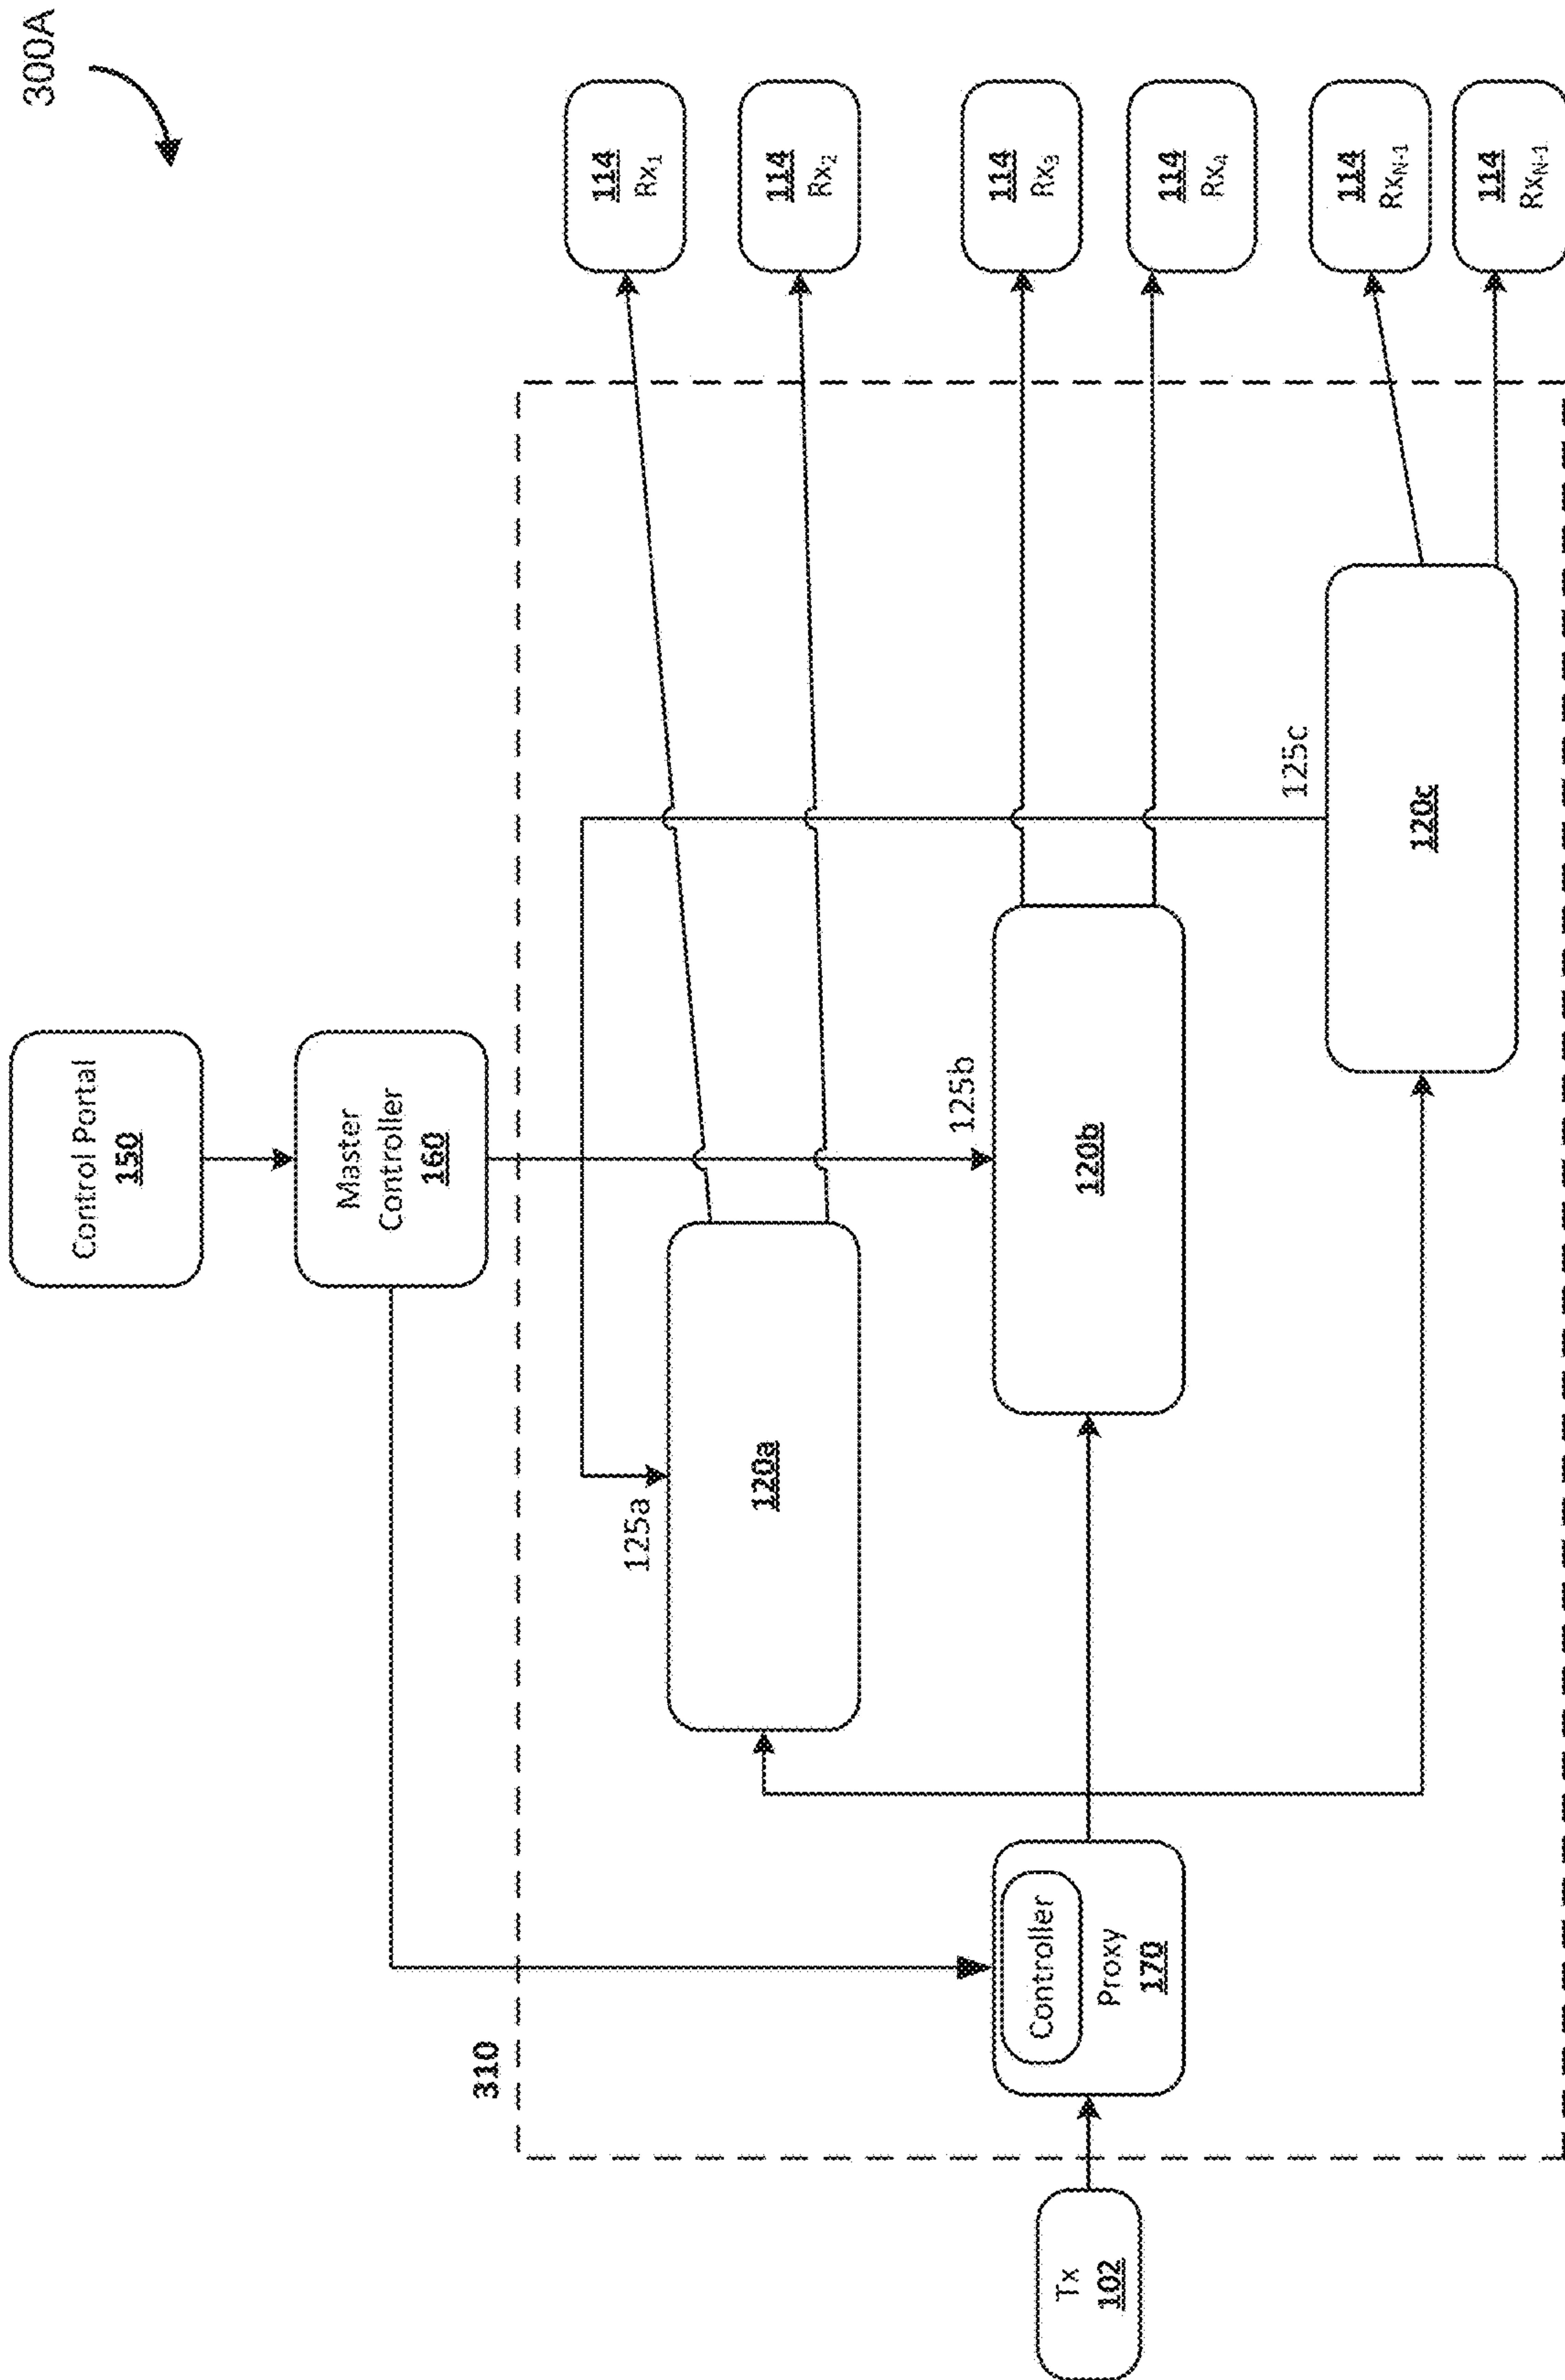 300A
Control Portal
150
Master
Controller
160
310
125a
120a
125b
120b
125c
120c
Tx
102
Controller
Proxy
170
114
Rx1
114
Rx2
114
Rx3
114
Rx4
114
RxN-1
114
RxN-1